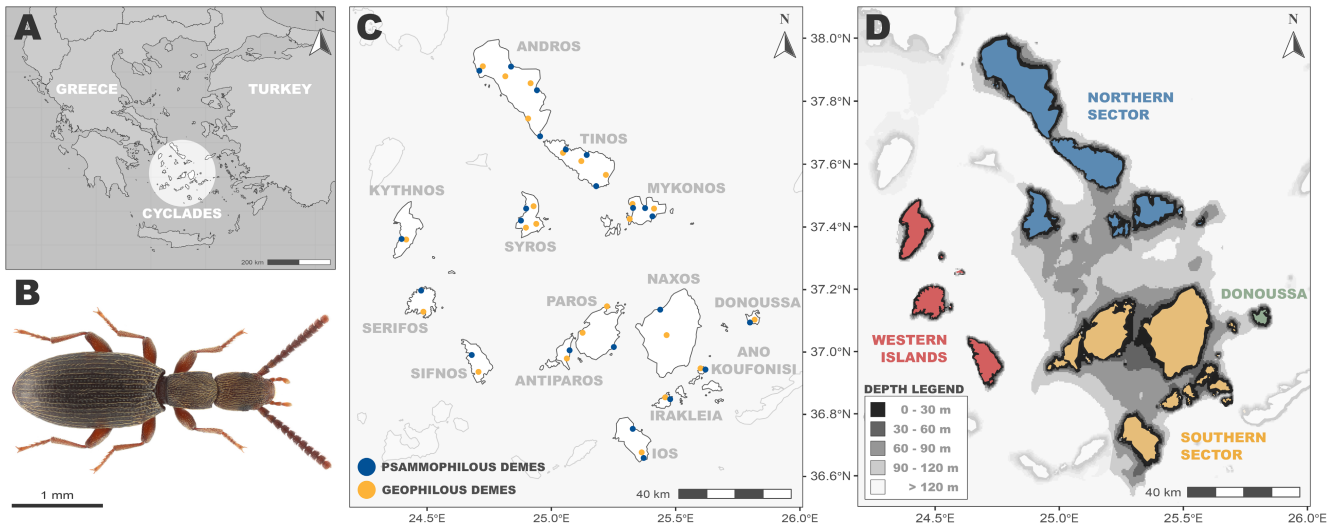 A
N
GREECE
TURKEY
CYCLADES
200 km
B
1 mm
C
N
ANDROS
TINOS
KYTHNOS
MYKONOS
SYROS
NAXOS
PAROS
DONOUSSA
SERIFOS
ANO
KOUFONISI
SIFNOS
ANTIPAROS
IRAKLEIA
IOS
PSAMMOPHILOUS DEMES
GEOPHILOUS DEMES
40 km
24.5°E
25.0°E
25.5°E
26.0°E
38.0°N
37.8°N
37.6°N
37.4°N
37.2°N
37.0°N
36.8°N
36.6°N
D
N
NORTHERN
SECTOR
DONOUSSA
WESTERN
ISLANDS
DEPTH LEGEND
0 - 30 m
30 - 60 m
60 - 90 m
90 - 120 m
> 120 m
SOUTHERN
SECTOR
40 km
24.5°E
25.0°E
25.5°E
26.0°E